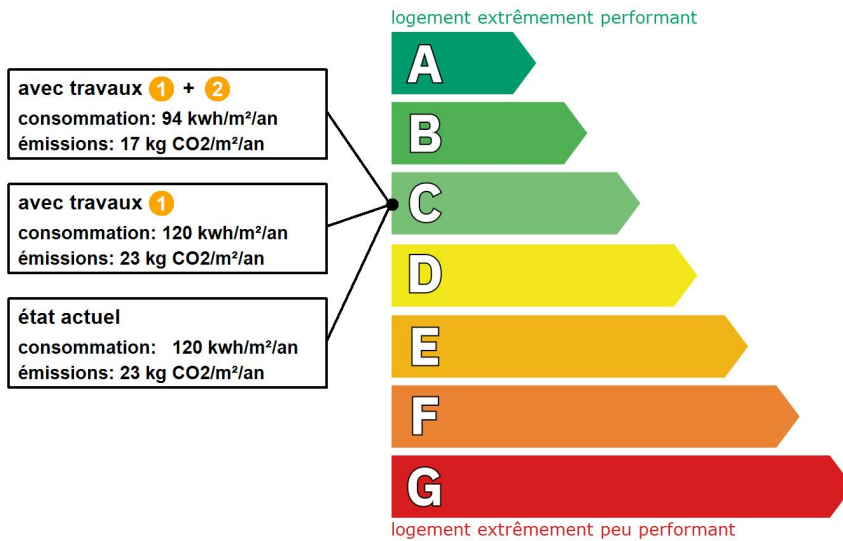 logement extrêmement performant
avec travaux 1 + 2
consommation: 94 kwh/m²/an
émissions: 17 kg CO2/m²/an
avec travaux 1
consommation: 120 kwh/m²/an
émissions: 23 kg CO2/m²/an
état actuel
consommation: 120 kwh/m²/an
émissions: 23 kg CO2/m²/an
A
B
C
D
E
F
G
logement extrêmement peu performant